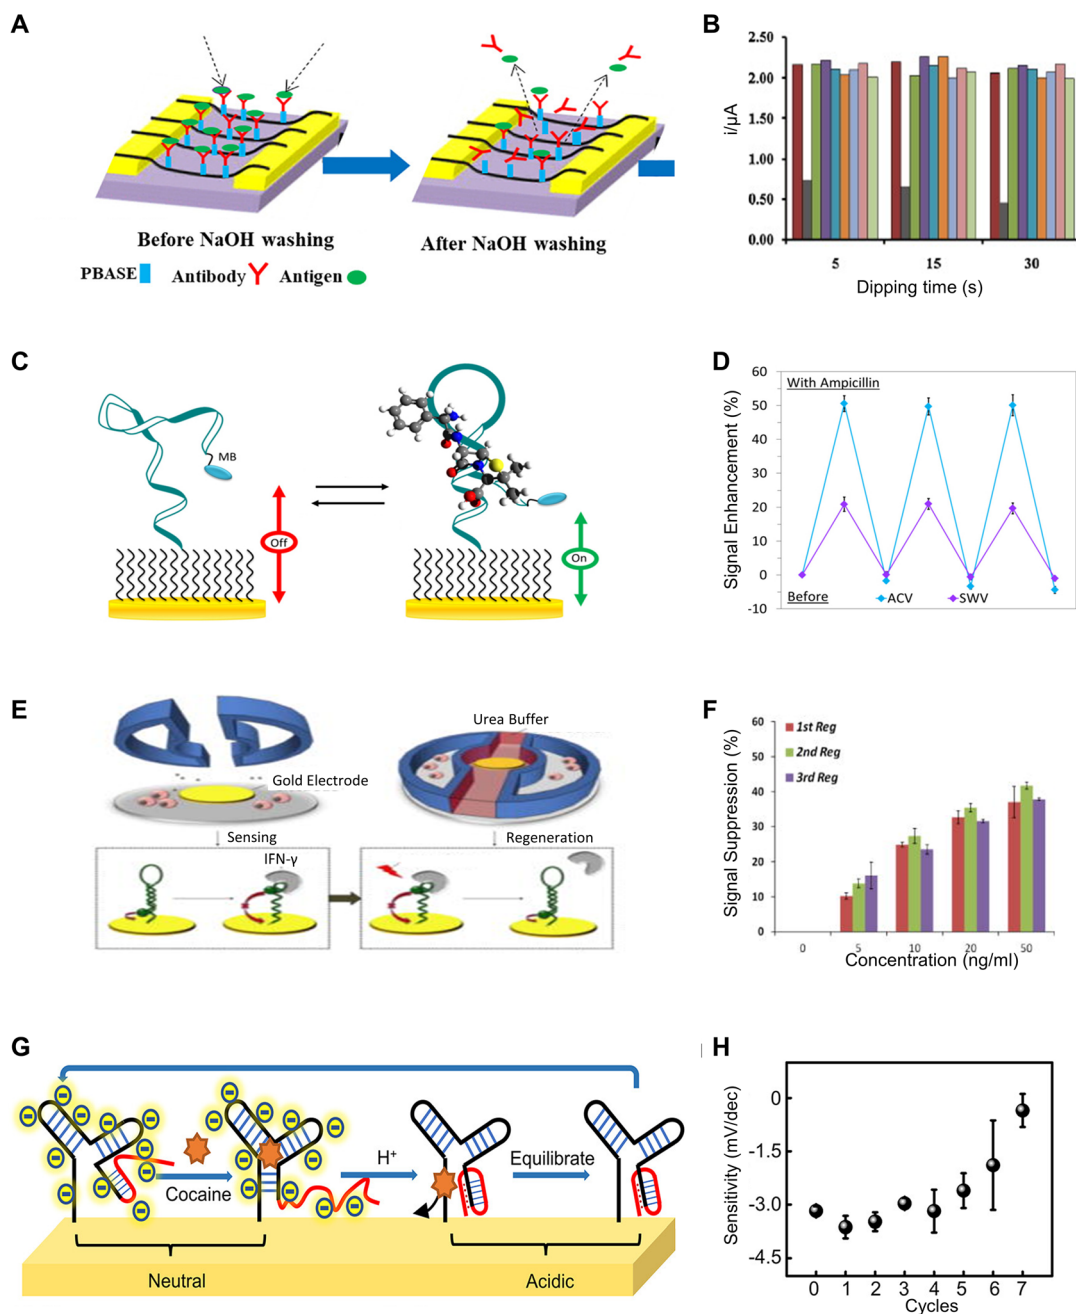 A
Before NaOH washing
After NaOH washing
PBASE
Antibody
Antigen
B
i/µA
2.50
2.00
1.50
1.00
0.50
0.00
5
15
30
Dipping time (s)
C
MB
Off
On
D
Signal Enhancement (%)
60
50
40
30
20
10
0
-10
With Ampicillin
Before
ACV
SWV
E
Urea Buffer
Gold Electrode
Sensing
Regeneration
IFN-γ
F
Signal Suppression (%)
60
50
40
30
20
10
0
1st Reg
2nd Reg
3rd Reg
0
5
10
20
50
Concentration (ng/ml)
G
Cocaine
H⁺
Equilibrate
Neutral
Acidic
H
Sensitivity (mV/dec)
0
-1.5
-3.0
-4.5
0 1 2 3 4 5 6 7
Cycles